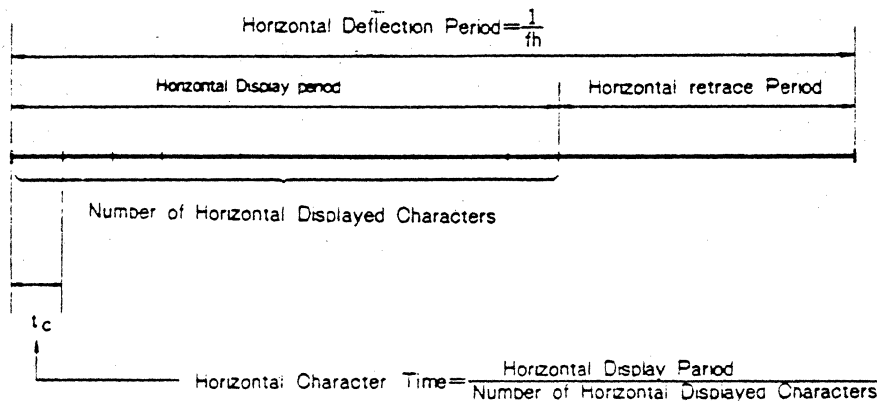 Horizontal Deflection Period=1/fh
Horizontal Display period
Horizontal retrace Period
Number of Horizontal Displayed Characters
tc
Horizontal Character Time=Horizontal Display Pariod/Number of Horizontal Displayed Characters